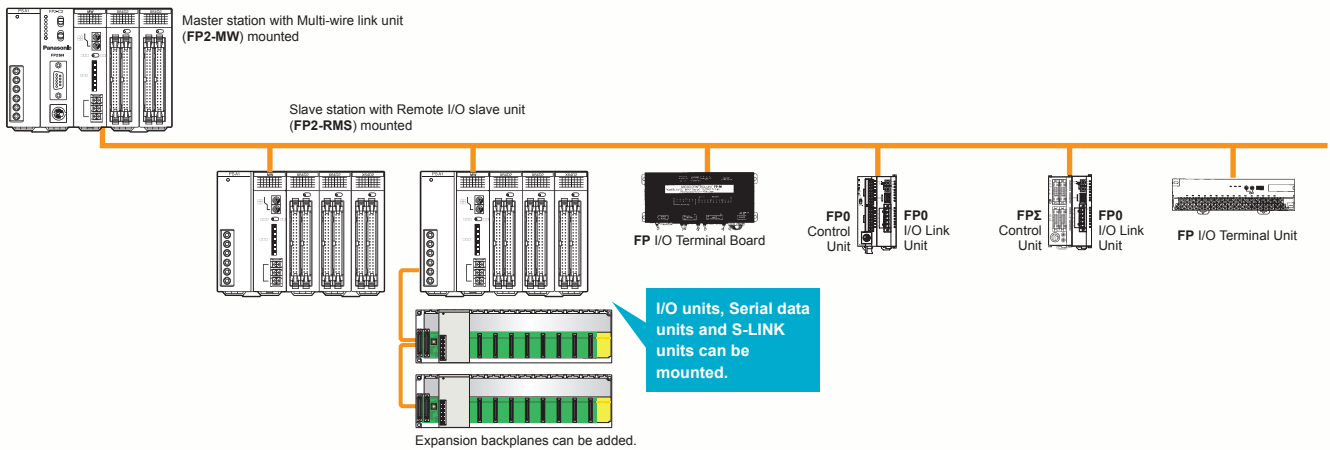 Master station with Multi-wire link unit
(FP2-MW) mounted
Panasonic
Slave station with Remote I/O slave unit
(FP2-RMS) mounted
FP I/O Terminal Board
FP0
Control
Unit
FP0
I/O Link
Unit
FPΣ
Control
Unit
FP0
I/O Link
Unit
FP I/O Terminal Unit
I/O units, Serial data
units and S-LINK
units can be
mounted.
Expansion backplanes can be added.